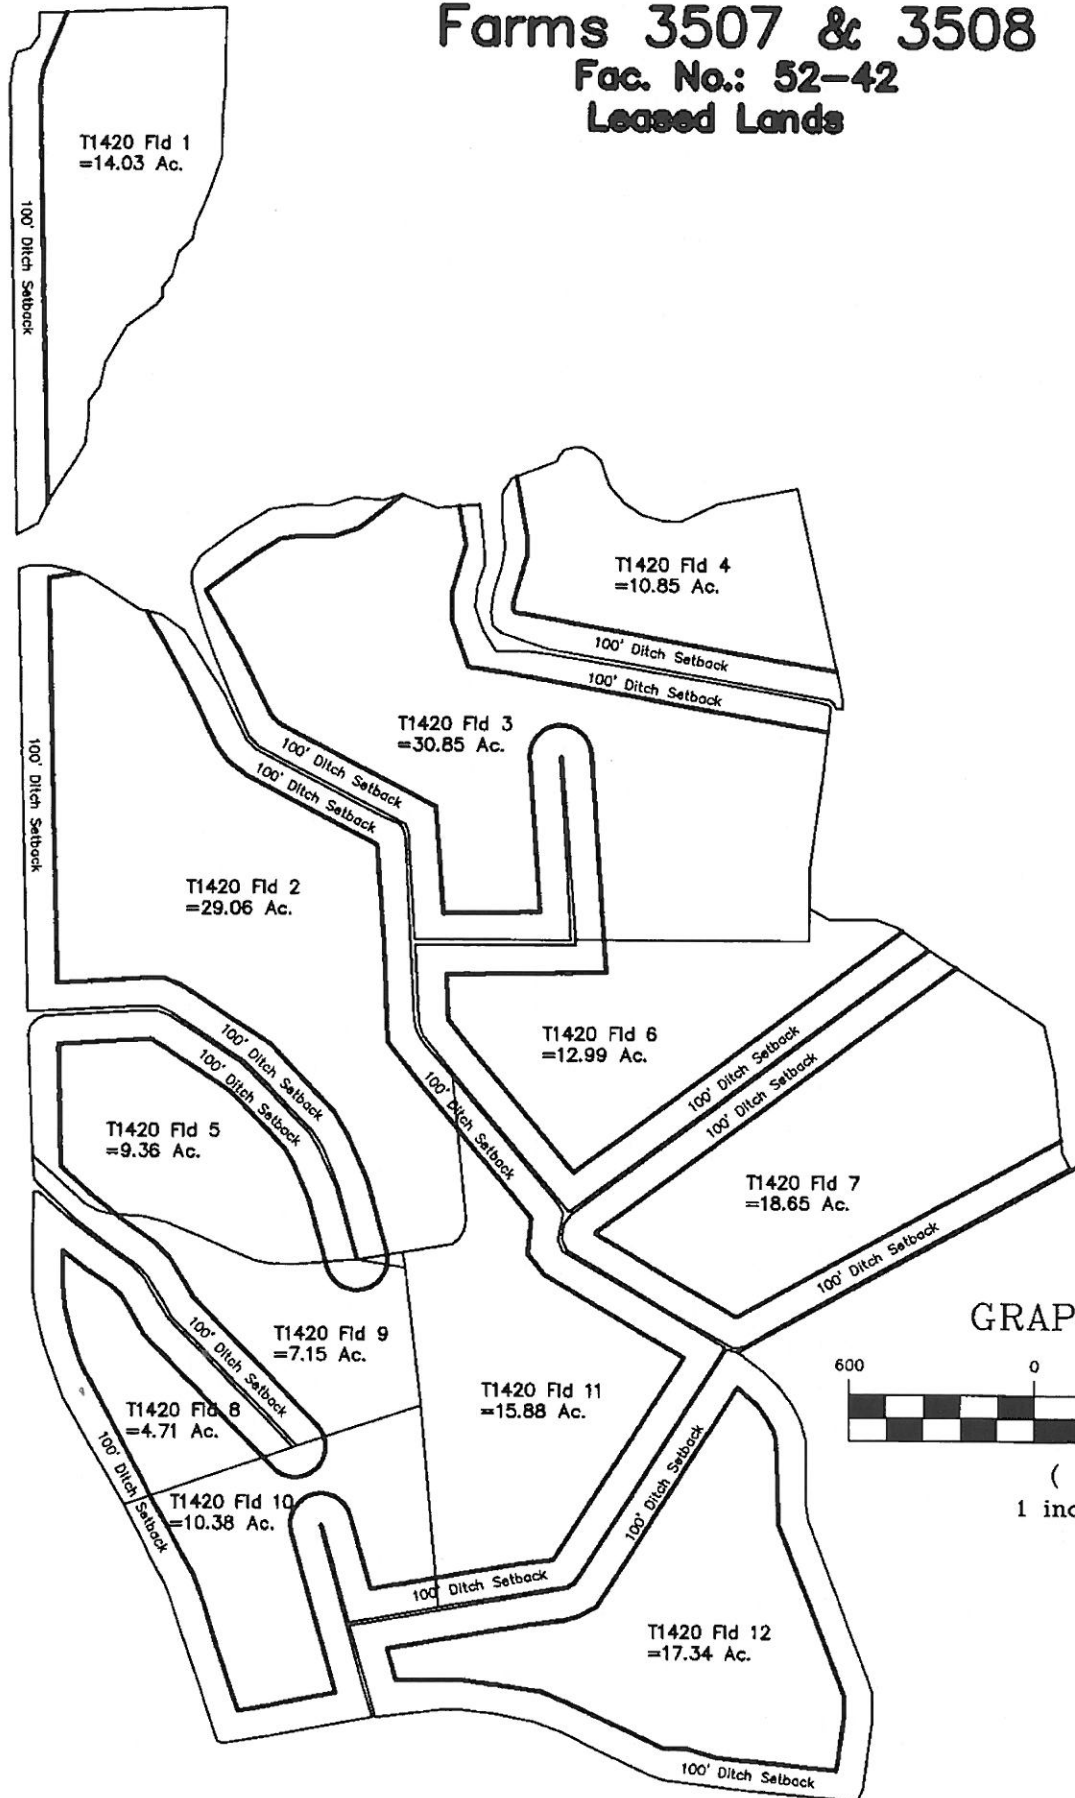 Farms 3507 & 3508
Fac. No.: 52-42
Leased Lands
T1420 Fld 1
=14.03 Ac.
100' Ditch Setback
T1420 Fld 4
=10.85 Ac.
100' Ditch Setback
100' Ditch Setback
T1420 Fld 3
=30.85 Ac.
100' Ditch Setback
100' Ditch Setback
100' Ditch Setback
T1420 Fld 2
=29.06 Ac.
100' Ditch Setback
100' Ditch Setback
T1420 Fld 6
=12.99 Ac.
100' Ditch Setback
100' Ditch Setback
100' Ditch Setback
T1420 Fld 5
=9.36 Ac.
T1420 Fld 7
=18.65 Ac.
100' Ditch Setback
T1420 Fld 9
=7.15 Ac.
100' Ditch Setback
GRAP
600 0
(
1 inc
T1420 Fld 11
=15.88 Ac.
T1420 Fld 8
=4.71 Ac.
100' Ditch Setback
T1420 Fld 10
=10.38 Ac.
100' Ditch Setback
100' Ditch Setback
T1420 Fld 12
=17.34 Ac.
100' Ditch Setback